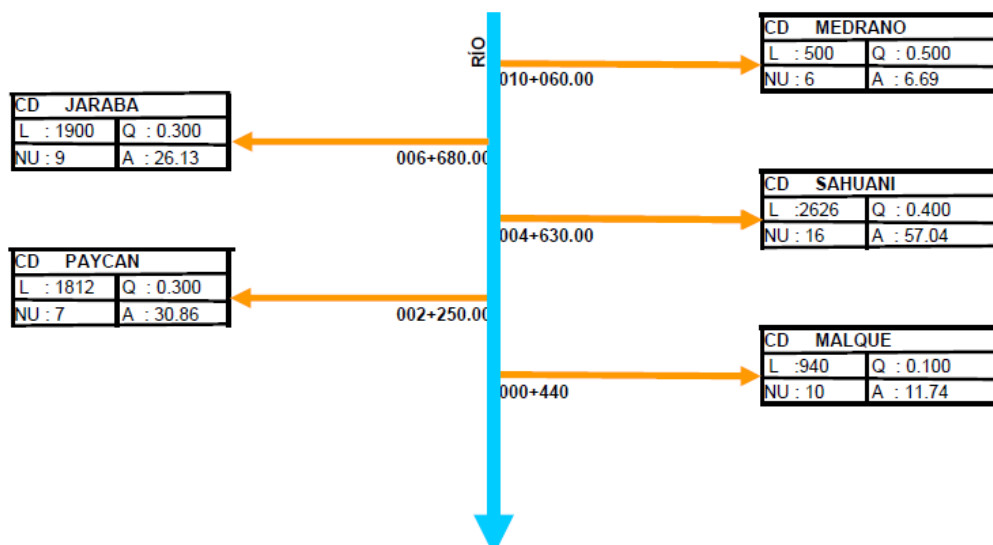 RÍO
CD MEDRANO
L : 500 Q : 0.500
NU : 6 A : 6.69
010+060.00
CD JARABA
L : 1900 Q : 0.300
NU : 9 A : 26.13
006+680.00
CD SAHUANI
L :2626 Q : 0.400
NU : 16 A : 57.04
004+630.00
CD PAYCAN
L : 1812 Q : 0.300
NU : 7 A : 30.86
002+250.00
CD MALQUE
L :940 Q : 0.100
NU : 10 A : 11.74
000+440